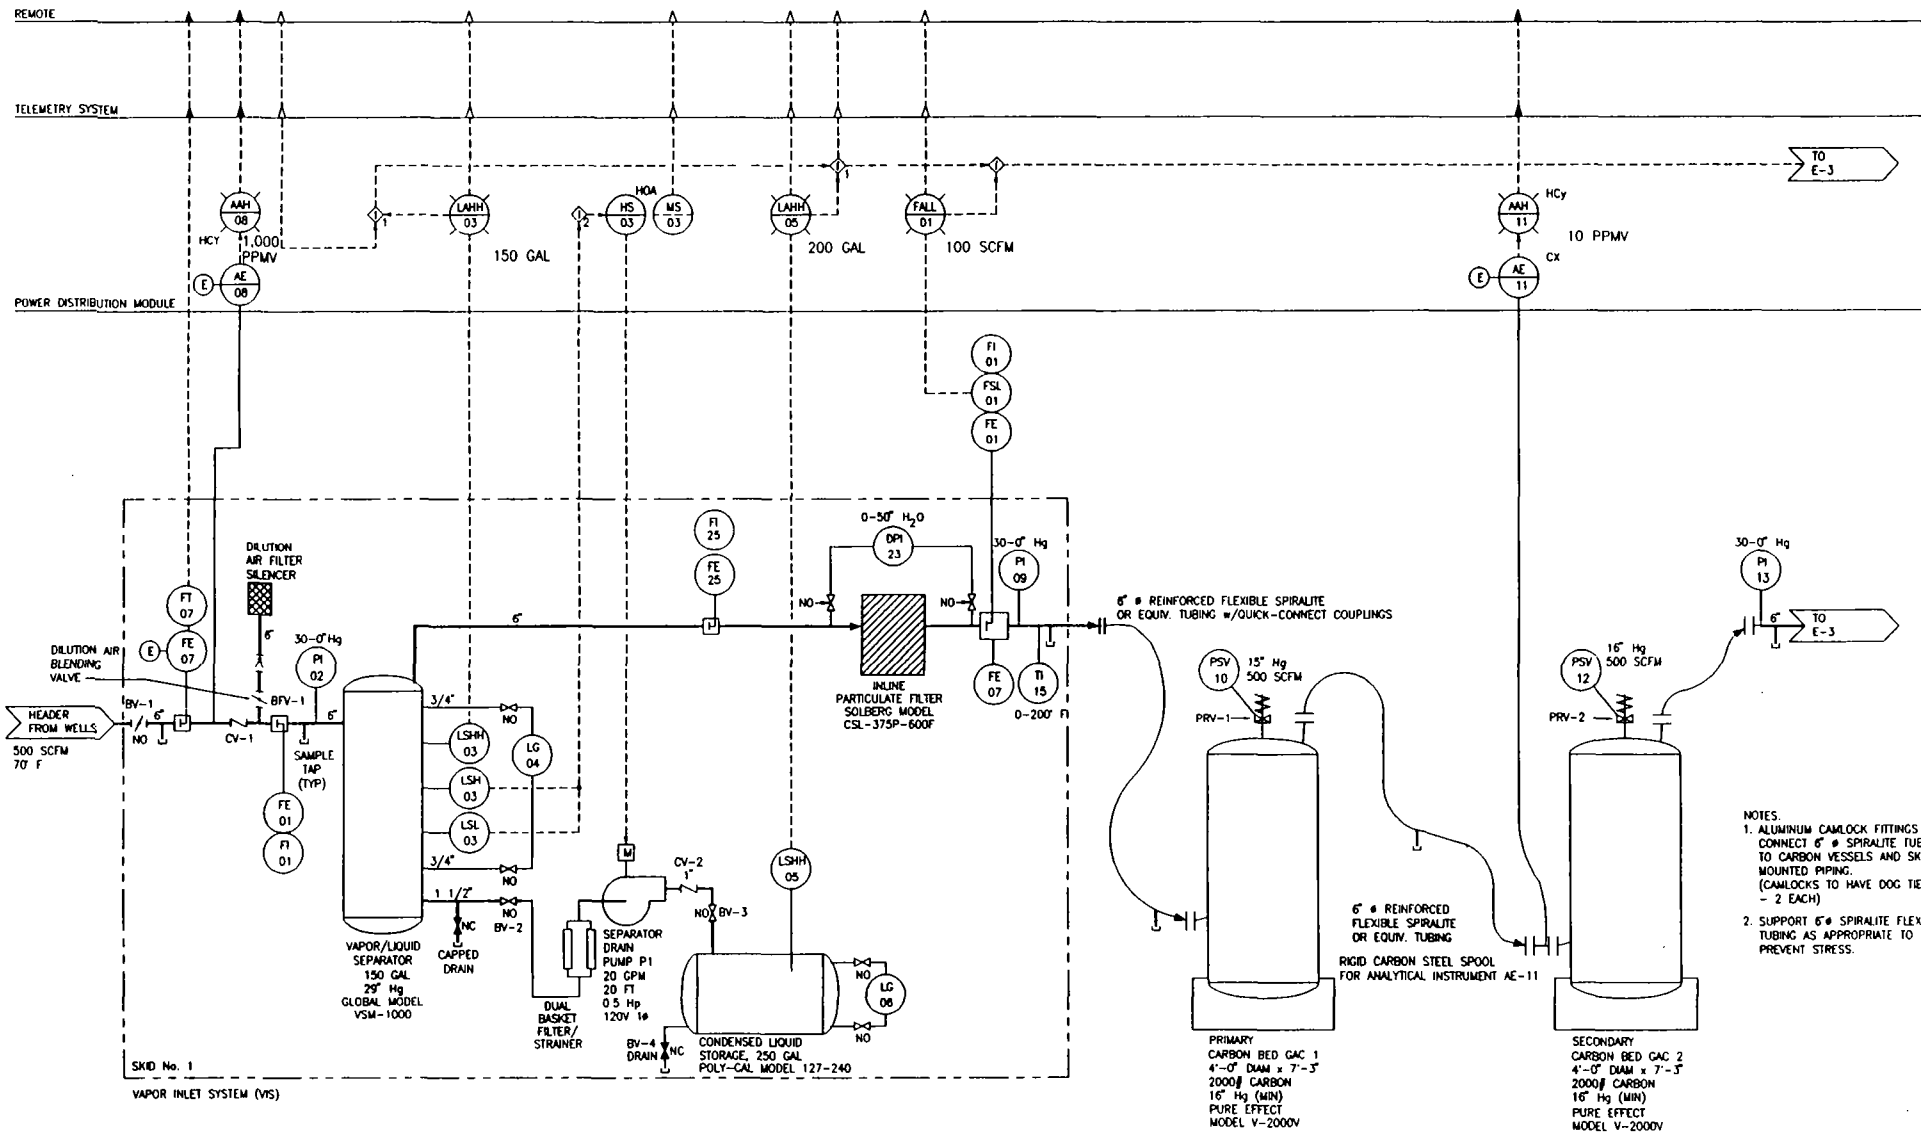 REMOTE
TELEMETRY SYSTEM
TO
E-3
AAH
08
HCY
1,000
PPMV
AE
08
E
1
LAHH
03
150 GAL
2
HOA
HS
03
MS
03
LAHH
05
200 GAL
1
FALL
01
100 SCFM
AAH
11
HCy
10 PPMV
CX
E
AE
11
POWER DISTRIBUTION MODULE
FI
01
FSL
01
FE
01
DILUTION
AIR FILTER
SILENCER
6"
FT
07
E
FE
07
DILUTION AIR
BLENDING
VALVE
30-0" Hg
PI
02
BV-1
6"
NO
HEADER
FROM WELLS
500 SCFM
70° F
CV-1
BFV-1
6"
SAMPLE
TAP
(TYP)
FE
01
FI
01
3/4"
NO
LSHH
03
LSH
03
LSL
03
LG
04
3/4"
NO
1 1/2"
NO
BV-2
NC
CAPPED
DRAIN
VAPOR/LIQUID
SEPARATOR
150 GAL
29" Hg
GLOBAL MODEL
VSM-1000
6"
FI
25
FE
25
0-50" H2O
DPI
23
NO
NO
INLINE
PARTICULATE FILTER
SOLBERG MODEL
CSL-375P-600F
30-0" Hg
PI
09
FE
07
TI
15
0-200° F
M
CV-2
1"
NO
BV-3
LSHH
05
DUAL
BASKET
FILTER/
STRAINER
SEPARATOR
DRAIN
PUMP P1
20 GPM
20 FT
0.5 Hp
120V 1ø
BV-4
DRAIN
NC
NO
LG
06
NO
CONDENSED LIQUID
STORAGE, 250 GAL
POLY-CAL MODEL 127-240
SKID No. 1
VAPOR INLET SYSTEM (VIS)
6" ø REINFORCED FLEXIBLE SPIRALITE
OR EQUIV. TUBING w/QUICK-CONNECT COUPLINGS
PSV
10
15" Hg
500 SCFM
PRV-1
6" ø REINFORCED
FLEXIBLE SPIRALITE
OR EQUIV. TUBING
RIGID CARBON STEEL SPOOL
FOR ANALYTICAL INSTRUMENT AE-11
PRIMARY
CARBON BED GAC 1
4'-0" DIAM x 7'-3"
2000# CARBON
16" Hg (MIN)
PURE EFFECT
MODEL V-2000V
PSV
12
16" Hg
500 SCFM
PRV-2
30-0" Hg
PI
13
6"
TO
E-3
SECONDARY
CARBON BED GAC 2
4'-0" DIAM x 7'-3"
2000# CARBON
16" Hg (MIN)
PURE EFFECT
MODEL V-2000V
NOTES.
1. ALUMINUM CAMLOCK FITTINGS
CONNECT 6" ø SPIRALITE TUB
TO CARBON VESSELS AND SK
MOUNTED PIPING.
(CAMLOCKS TO HAVE DOG TIE
- 2 EACH)
2. SUPPORT 6"ø SPIRALITE FLEX
TUBING AS APPROPRIATE TO
PREVENT STRESS.